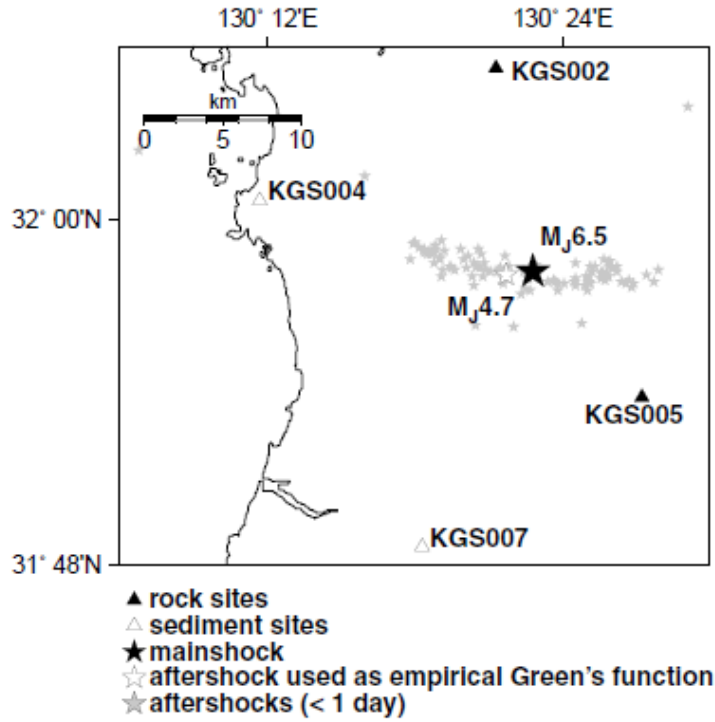 130° 12'E 130° 24'E
KGS002
km
0 5 10
KGS004
32° 00'N
MJ6.5
MJ4.7
KGS005
KGS007
31° 48'N
rock sites
sediment sites
mainshock
aftershock used as empirical Green's function
aftershocks (< 1 day)